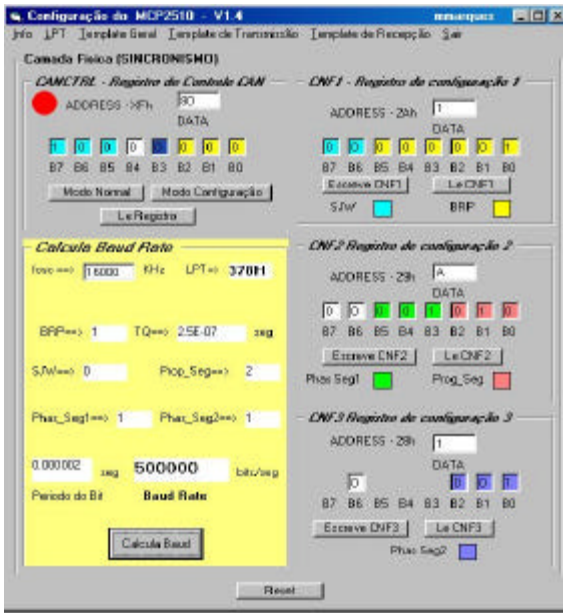 Configuração do MCP2510 - V1.4 mmarques
Info LPT Template Geral Template de Transmissão Template de Recepção Sair
Camada Fisica (SINCRONISMO)
CANCTRL - Registro de Controle CAN
ADDRESS - XFh 80
DATA
1 0 0 0 0 0 0 0
B7 B6 B5 B4 B3 B2 B1 B0
Modo Normal Modo Configuração
Le Registro
CNF1 - Registro de configuração 1
ADDRESS - 2Ah 1
DATA
0 0 0 0 0 0 0 1
B7 B6 B5 B4 B3 B2 B1 B0
Escreve CNF1 Le CNF1
SJW BRP
Calcula Baud Rate
fosc ==> 16000 KHz LPT=> 378H
BRP==> 1 TQ==> 2.5E-07 seg
SJW==> 0 Prop_Seg==> 2
Phas_Seg1==> 1 Phas_Seg2==> 1
0.000002 seg 500000 bits/seg
Periodo do Bit Baud Rate
Calcula Baud
CNF2 Registro de configuração 2
ADDRESS - 29h A
DATA
0 0 0 0 1 0 1 0
B7 B6 B5 B4 B3 B2 B1 B0
Escreve CNF2 Le CNF2
Phas Seg1 Prog_Seg
CNF3 Registro de configuração 3
ADDRESS - 28h 1
DATA
0 0 0 1
B7 B6 B5 B4 B3 B2 B1 B0
Escreve CNF3 Le CNF3
Phas Seg2
Reset